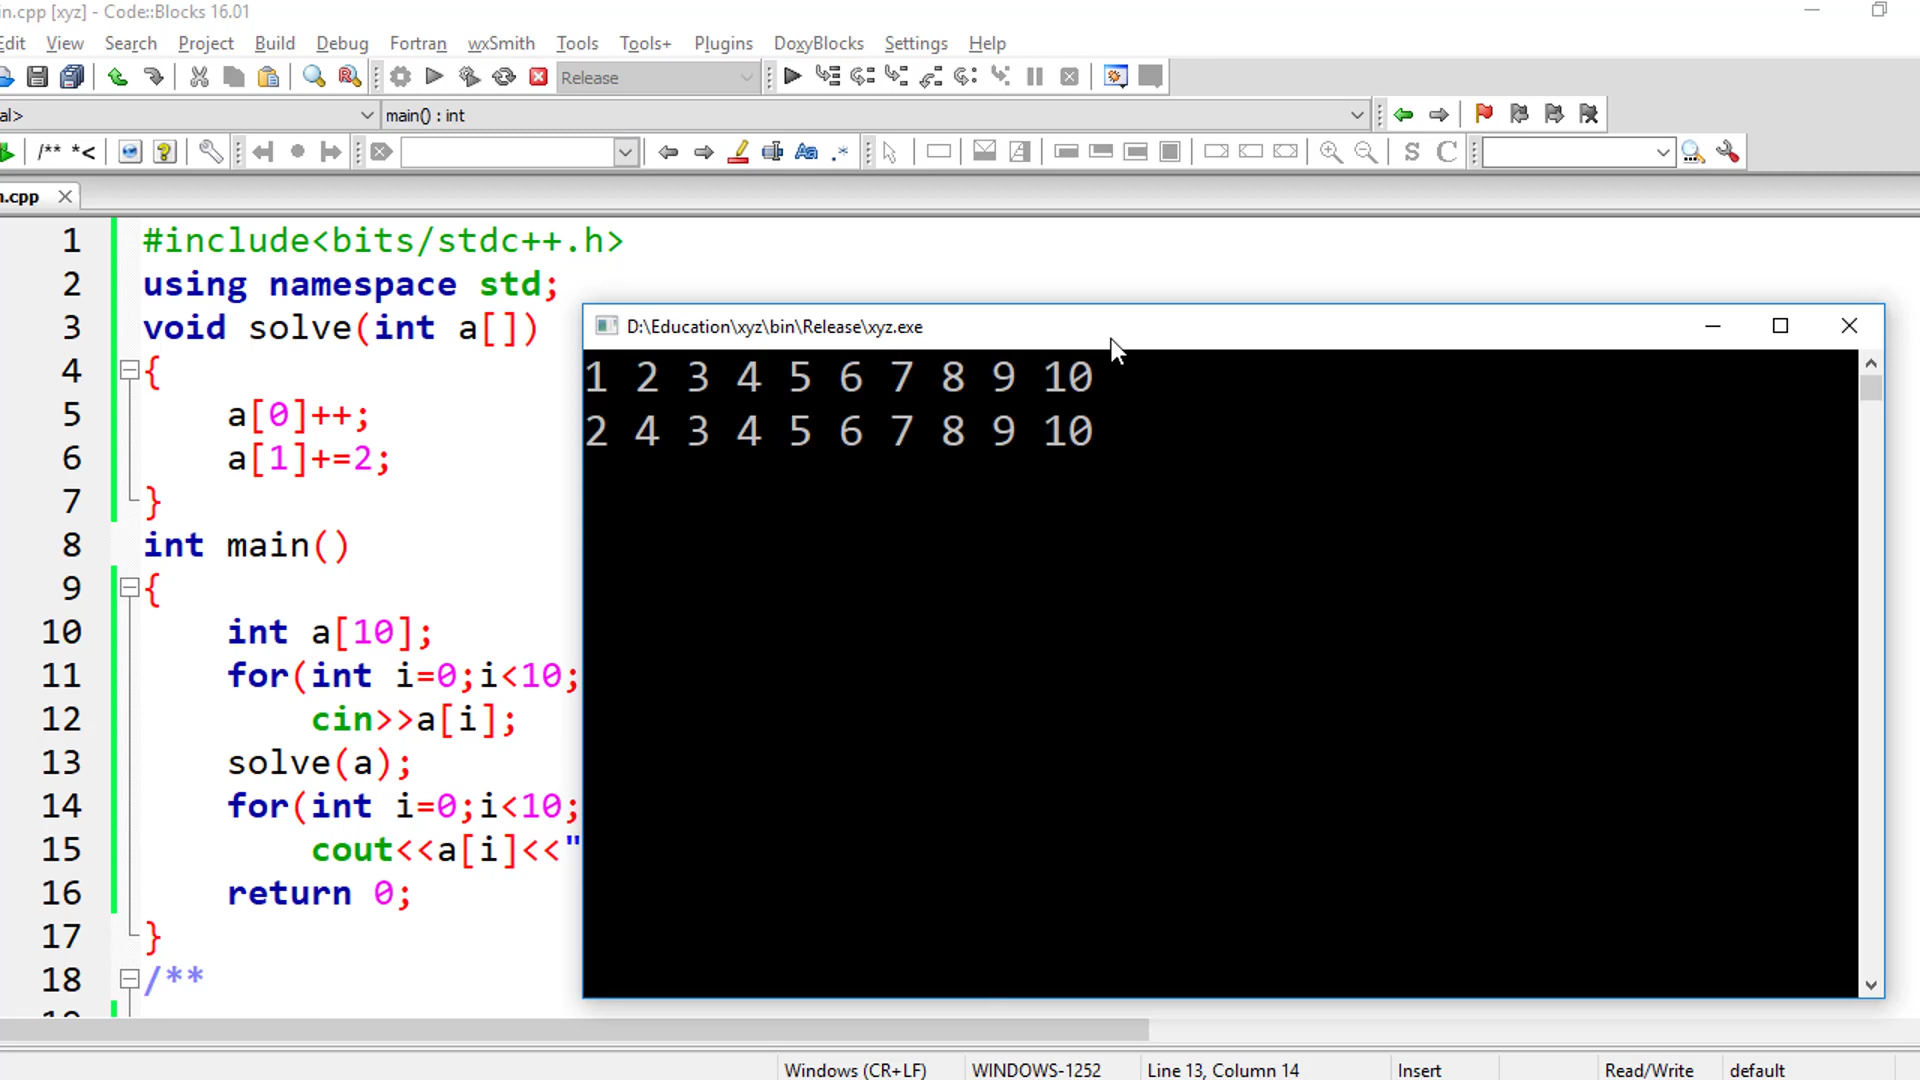 in.cpp [xyz] - Code::Blocks 16.01
Edit View Search Project Build Debug Fortran wxSmith Tools Tools+ Plugins DoxyBlocks Settings Help
Release
al> main() : int
/** *<
Aa .* S C
n.cpp
1 #include<bits/stdc++.h>
2 using namespace std;
3 void solve(int a[])
4 {
5 a[0]++;
6 a[1]+=2;
7 }
8 int main()
9 {
10 int a[10];
11 for(int i=0;i<10;
12 cin>>a[i];
13 solve(a);
14 for(int i=0;i<10;
15 cout<<a[i]<<"
16 return 0;
17 }
18 /**
D:\Education\xyz\bin\Release\xyz.exe
1 2 3 4 5 6 7 8 9 10
2 4 3 4 5 6 7 8 9 10
Windows (CR+LF) WINDOWS-1252 Line 13, Column 14 Insert Read/Write default